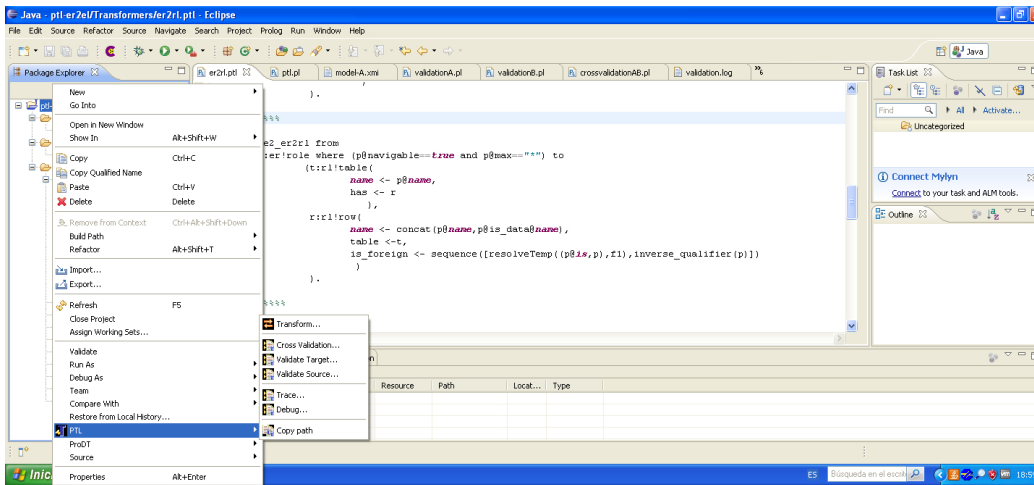 Java - ptl-er2el/Transformers/er2rl.ptl - Eclipse
File Edit Source Refactor Source Navigate Search Project Prolog Run Window Help
Java
Package Explorer
er2rl.ptl
ptl.pl
model-A.xmi
validationA.pl
validationB.pl
crossvalidationAB.pl
validation.log
Task List
Find
All
Activate...
Uncategorized
Connect Mylyn
Connect to your task and ALM tools.
Outline
ptl-
New
Go Into
Open in New Window
Show In Alt+Shift+W
Copy Ctrl+C
Copy Qualified Name
Paste Ctrl+V
Delete Delete
Remove from Context Ctrl+Alt+Shift+Down
Build Path
Refactor Alt+Shift+T
Import...
Export...
Refresh F5
Close Project
Assign Working Sets...
Validate
Run As
Debug As
Team
Compare With
Restore from Local History...
PTL
ProDT
Source
Properties Alt+Enter
Transform...
Cross Validation...
Validate Target...
Validate Source...
Trace...
Debug...
Copy path
).
%%%
e2_er2rl from
:er!role where (p@navigable==true and p@max=="*") to
(t:rl!table(
name <- p@name,
has <- r
),
r:rl!row(
name <- concat(p@name,p@is_data@name),
table <-t,
is_foreign <- sequence([resolveTemp((p@is,p),f1),inverse_qualifier(p)])
)
).
%%%%
Resource Path Locat... Type
Inic
ES
Búsqueda en el escrit
18:5